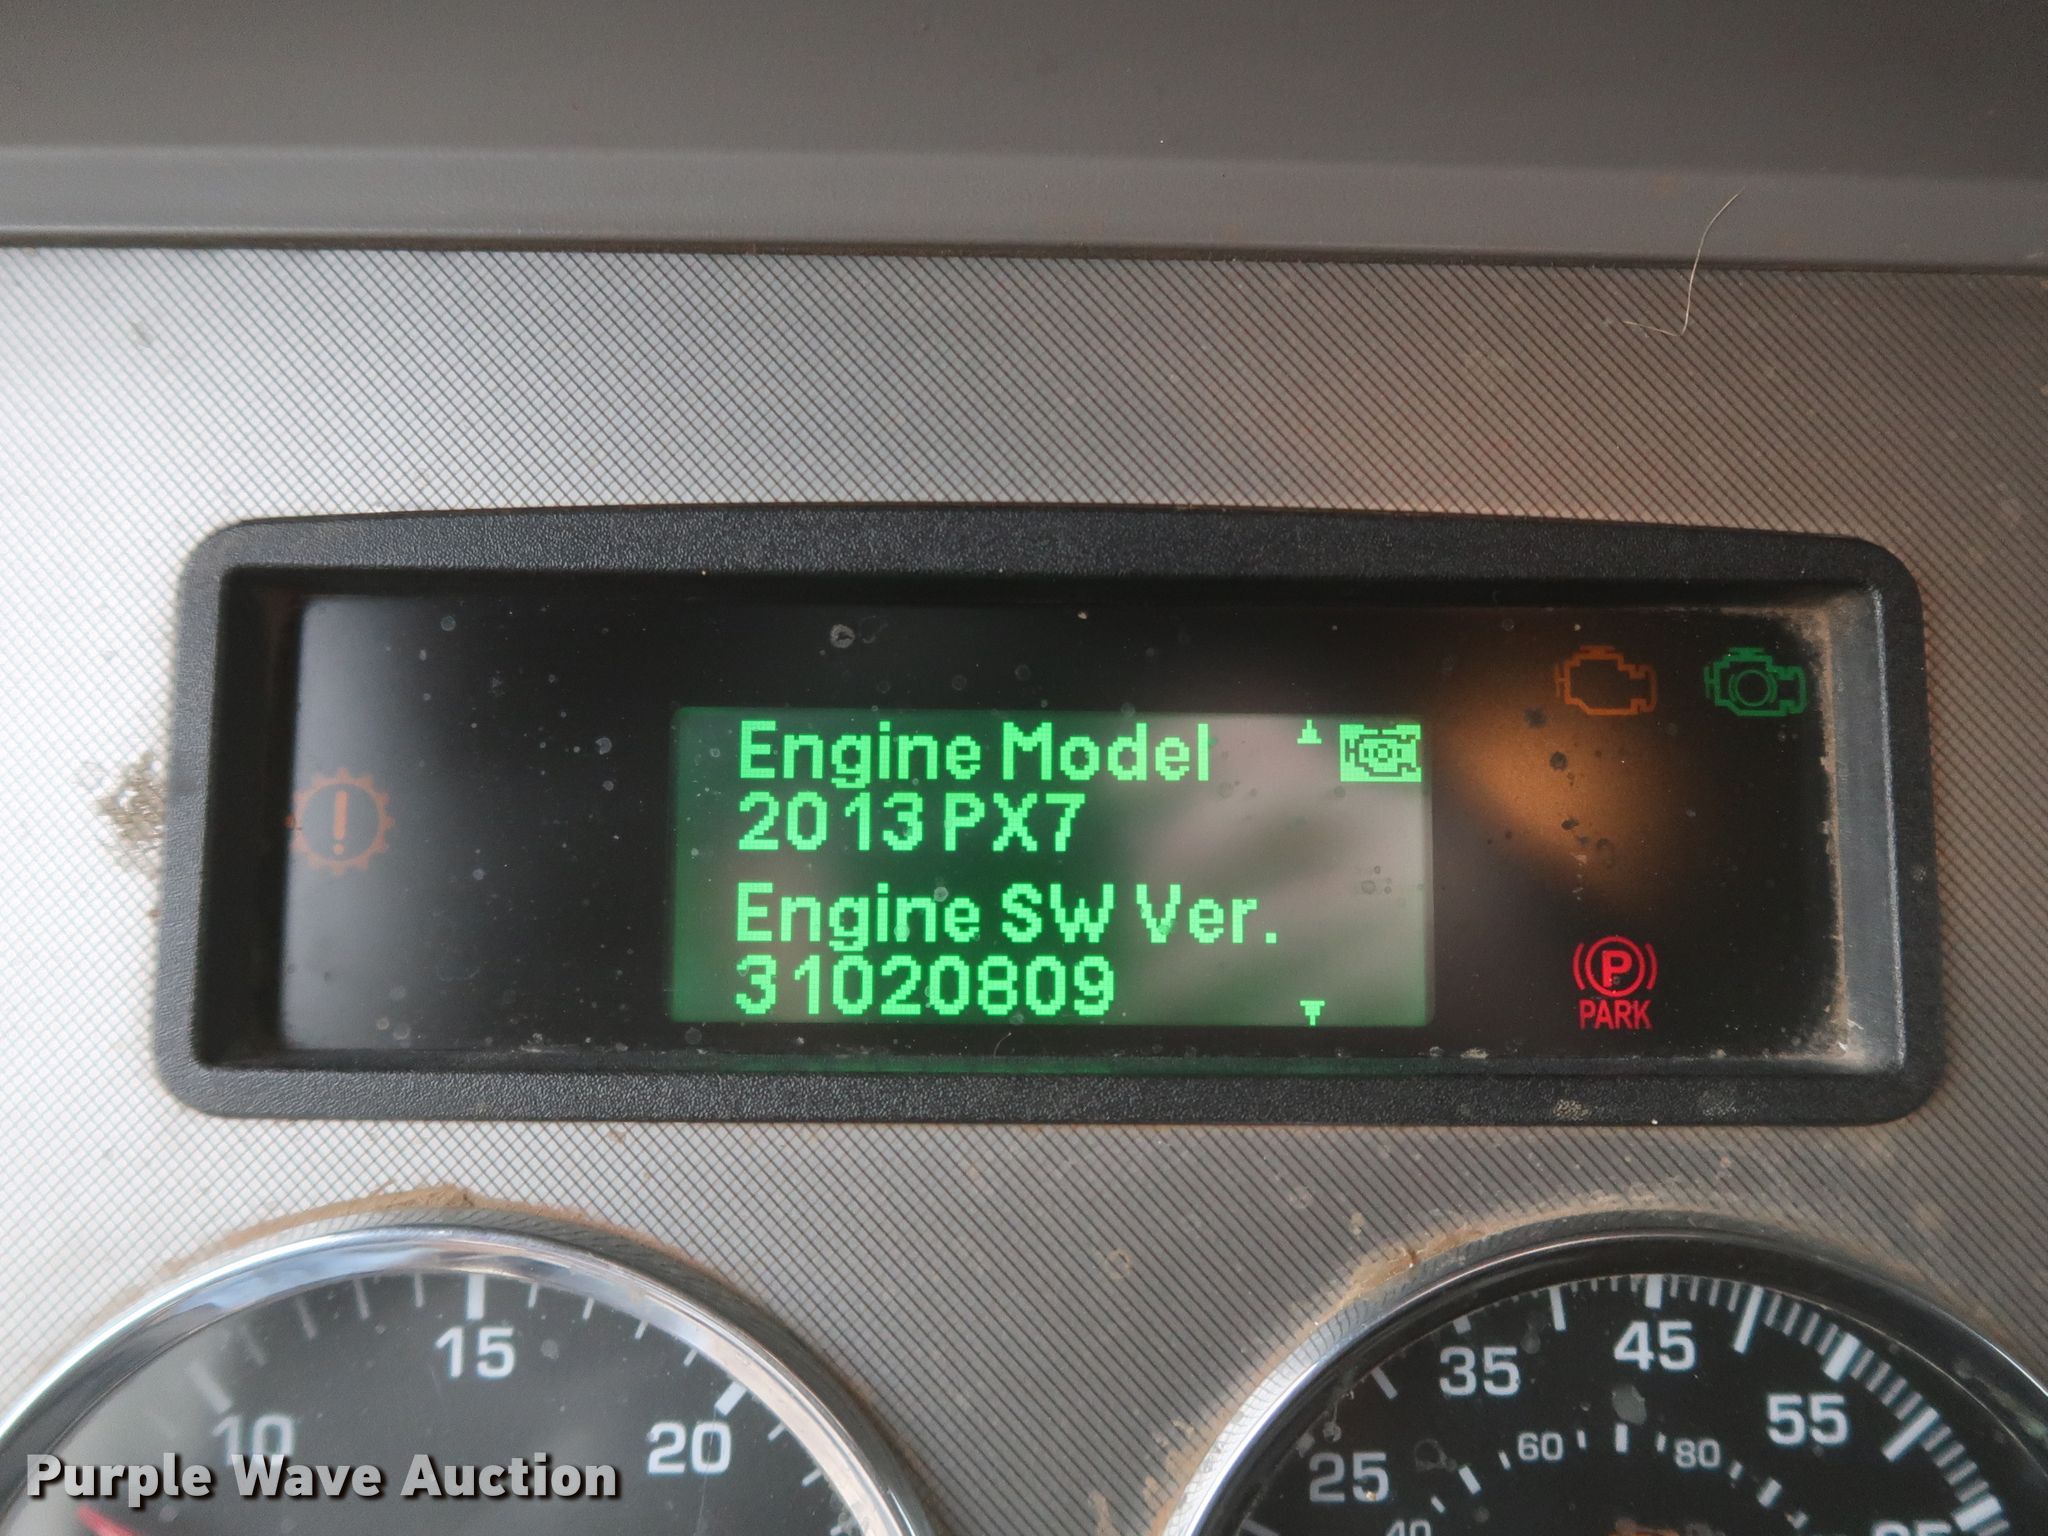 Engine Model
2013 PX7
Engine SW Ver.
31020809
P
PARK
15
10
20
45
35
55
25
60
80
40
Purple Wave Auction